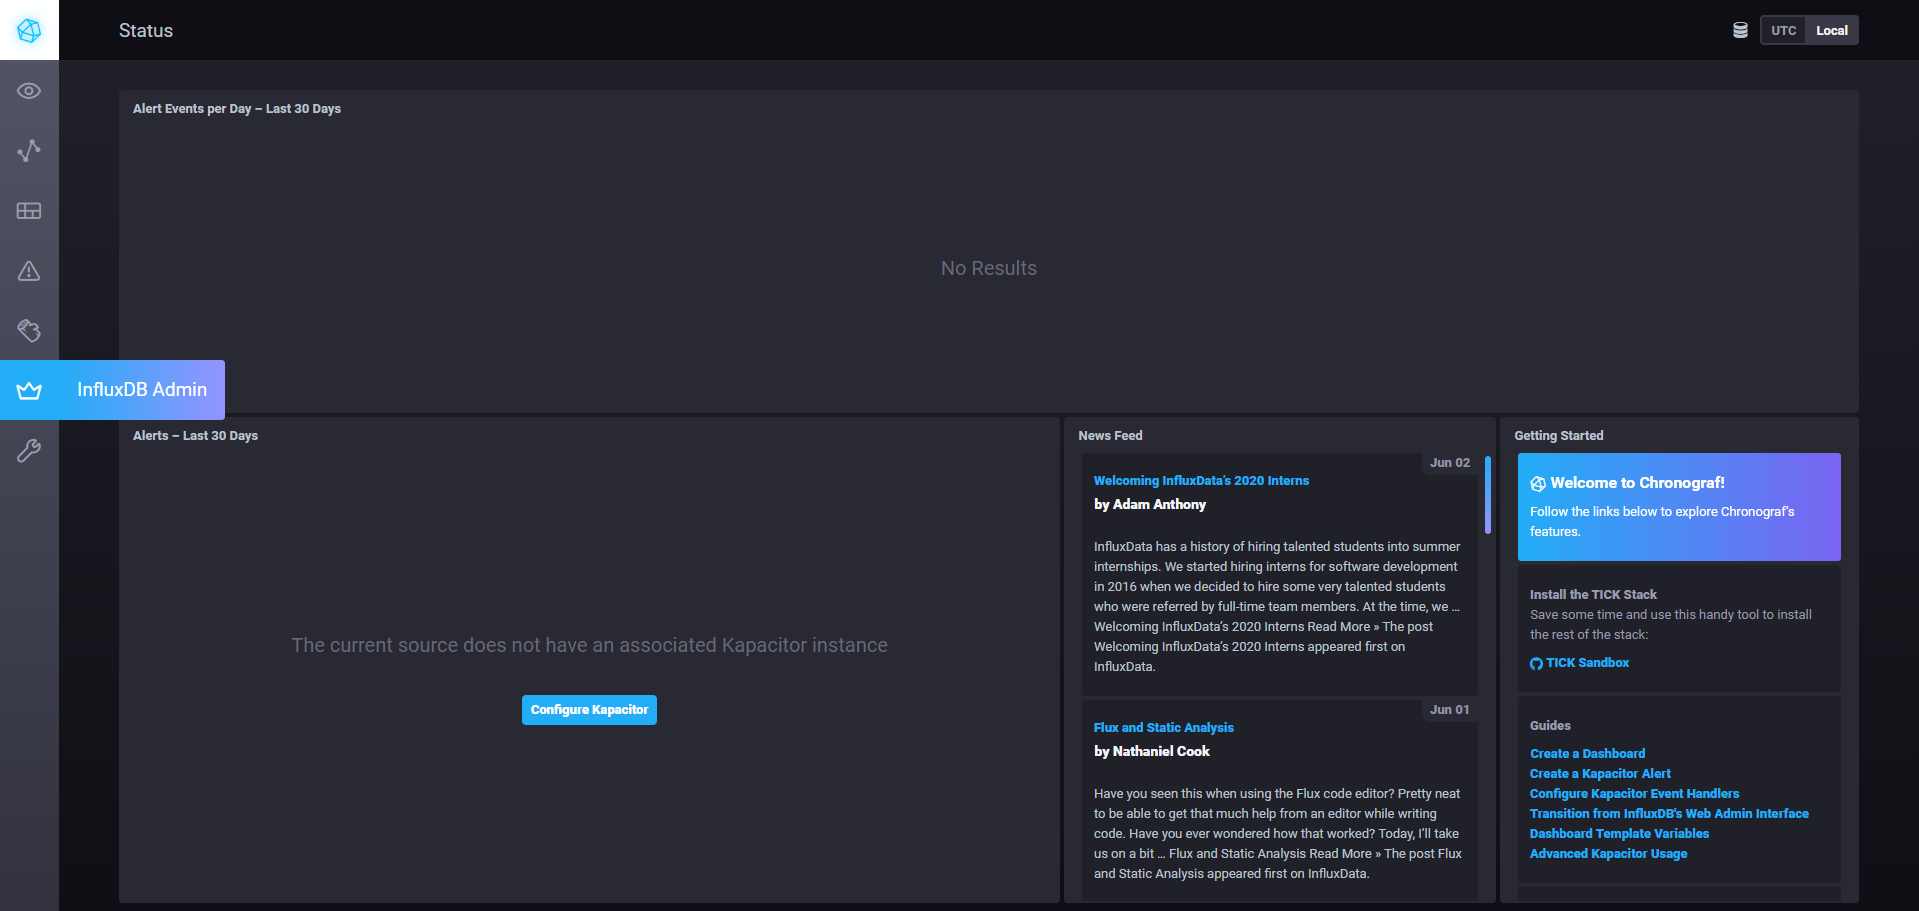 Status
UTC
Local
Alert Events per Day – Last 30 Days
No Results
InfluxDB Admin
Alerts – Last 30 Days
The current source does not have an associated Kapacitor instance
Configure Kapacitor
News Feed
Jun 02
Welcoming InfluxData's 2020 Interns
by Adam Anthony
InfluxData has a history of hiring talented students into summer
internships. We started hiring interns for software development
in 2016 when we decided to hire some very talented students
who were referred by full-time team members. At the time, we …
Welcoming InfluxData's 2020 Interns Read More » The post
Welcoming InfluxData's 2020 Interns appeared first on
InfluxData.
Jun 01
Flux and Static Analysis
by Nathaniel Cook
Have you seen this when using the Flux code editor? Pretty neat
to be able to get that much help from an editor while writing
code. Have you ever wondered how that worked? Today, I'll take
us on a bit … Flux and Static Analysis Read More » The post Flux
and Static Analysis appeared first on InfluxData.
Getting Started
Welcome to Chronograf!
Follow the links below to explore Chronograf's
features.
Install the TICK Stack
Save some time and use this handy tool to install
the rest of the stack:
TICK Sandbox
Guides
Create a Dashboard
Create a Kapacitor Alert
Configure Kapacitor Event Handlers
Transition from InfluxDB's Web Admin Interface
Dashboard Template Variables
Advanced Kapacitor Usage